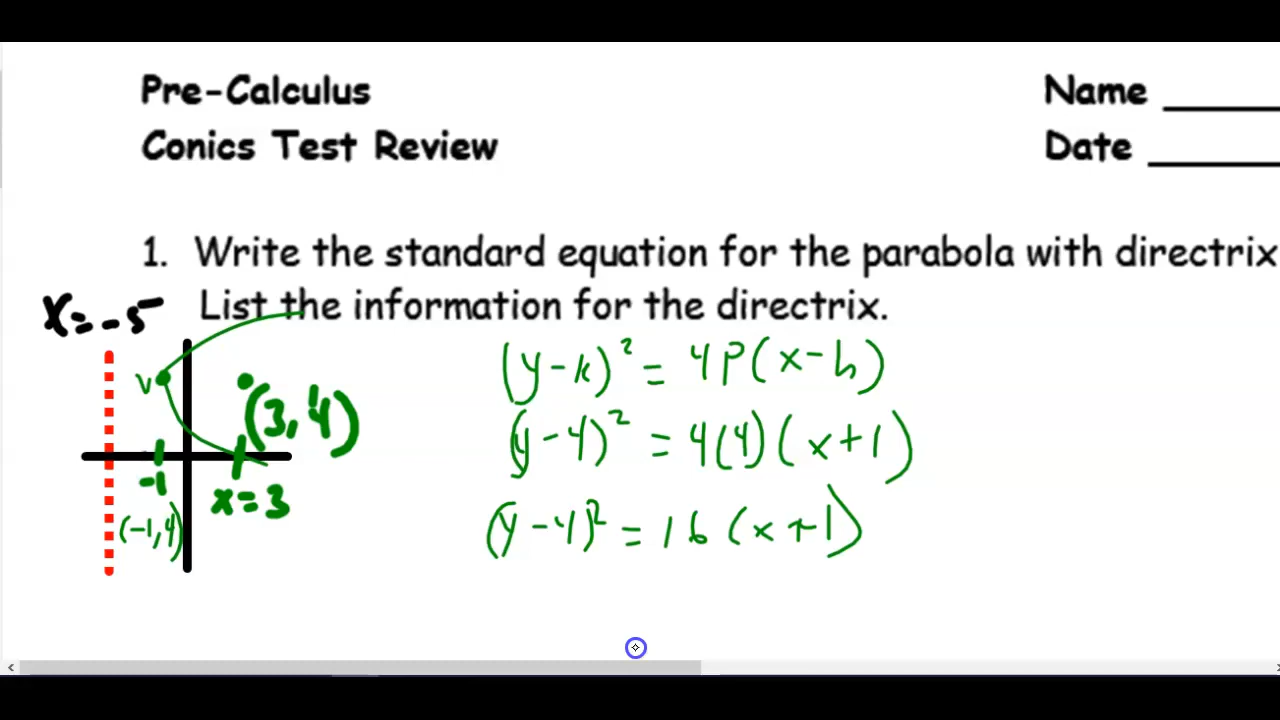 Pre-Calculus
Name
Conics Test Review
Date
1. Write the standard equation for the parabola with directrix
List the information for the directrix.
x=-5
(y-k)² = 4P(x-h)
V
(3,4)
(y-4)² = 4(4)(x+1)
-1
x=3
(-1,4)
(y-4)² = 16(x+1)